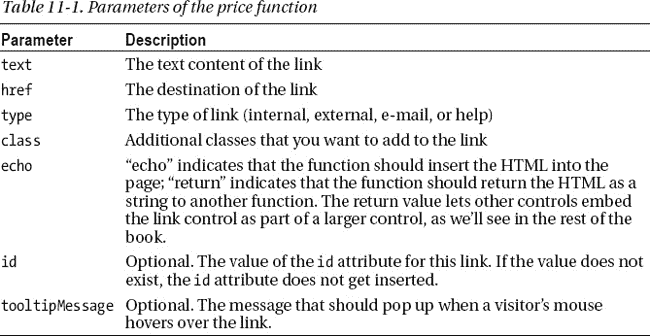 Table 11-1. Parameters of the price function
Parameter Description
text The text content of the link
href The destination of the link
type The type of link (internal, external, e-mail, or help)
class Additional classes that you want to add to the link
echo “echo” indicates that the function should insert the HTML into the
page; “return” indicates that the function should return the HTML as a
string to another function. The return value lets other controls embed
the link control as part of a larger control, as we’ll see in the rest of the
book.
id Optional. The value of the id attribute for this link. If the value does not
exist, the id attribute does not get inserted.
tooltipMessage Optional. The message that should pop up when a visitor’s mouse
hovers over the link.